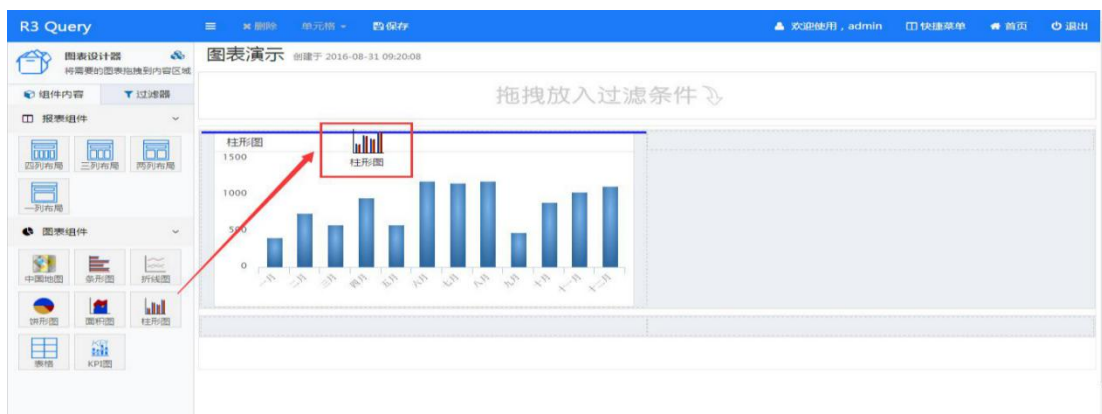 R3 Query
删除
单元格
保存
欢迎使用，admin
快捷菜单
首页
退出
图表设计器
将需要的图表拖拽到内容区域
组件内容
过滤器
报表组件
四列布局
三列布局
两列布局
一列布局
图表组件
中国地图
条形图
折线图
饼形图
面积图
柱形图
表格
KPI图
图表演示 创建于 2016-08-31 09:20:08
拖拽放入过滤条件
柱形图
柱形图
1500
1000
500
0
一月
二月
三月
四月
五月
六月
七月
八月
九月
十月
十一月
十二月